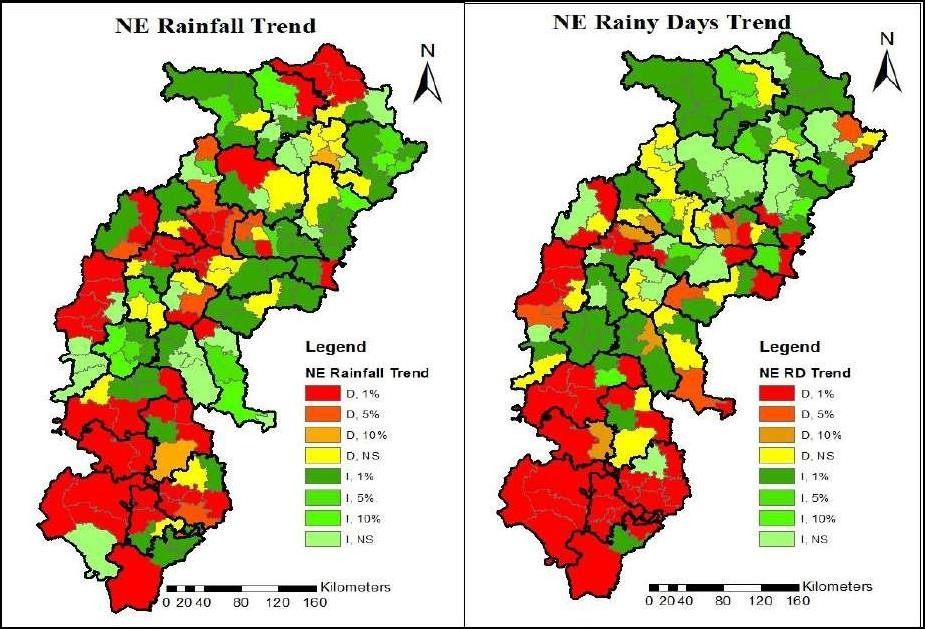 NE Rainfall Trend
N
Legend
NE Rainfall Trend
D, 1%
D, 5%
D, 10%
D, NS
I, 1%
I, 5%
I, 10%
I, NS
Kilometers
0 20 40 80 120 160
NE Rainy Days Trend
N
Legend
NE RD Trend
D, 1%
D, 5%
D, 10%
D, NS
I, 1%
I, 5%
I, 10%
I, NS
Kilometers
0 20 40 80 120 160